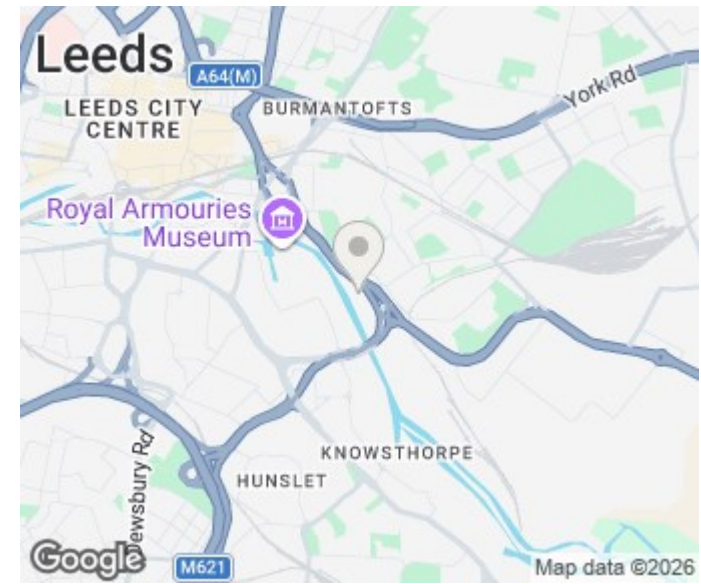 Leeds
A64(M)
LEEDS CITY
CENTRE
BURMANTOFTS
York Rd
Royal Armouries
Museum
KNOWSTHORPE
HUNSLET
Dewsbury Rd
Google
M621
Map data ©2026